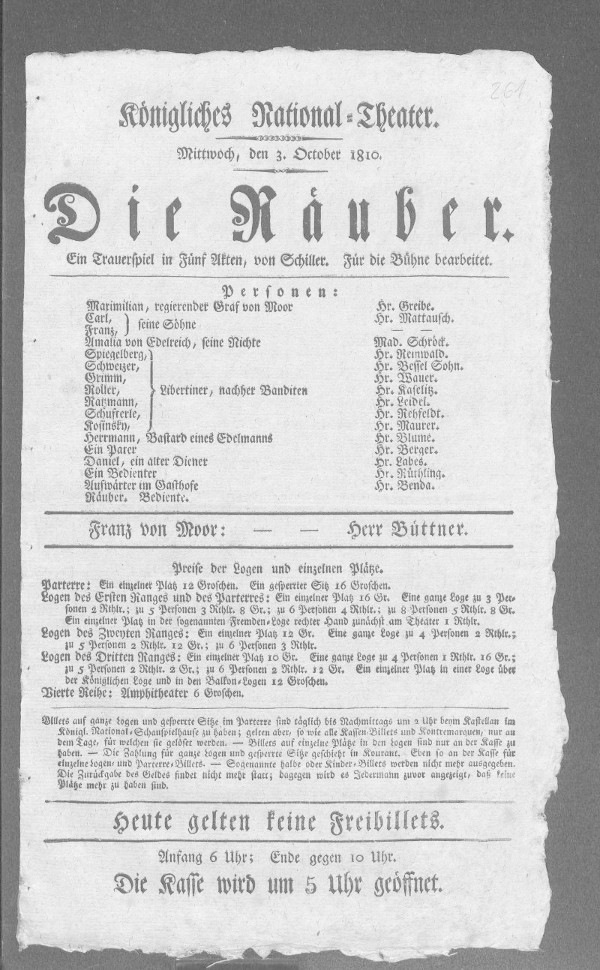 261
Königliches National-Theater.
Mittwoch, den 3. October 1810.
Die Räuber.
Ein Trauerspiel in Fünf Akten, von Schiller. Für die Bühne bearbeitet.
Personen:
Maximilian, regierender Graf von Moor Hr. Greibe.
Carl, } seine Söhne Hr. Mattausch.
Franz, — —
Amalia von Edelreich, seine Nichte Mad. Schröck.
Spiegelberg, Hr. Reinwald.
Schweizer, Hr. Bessel Sohn.
Grimm, Hr. Wauer.
Roller, } Libertiner, nachher Banditen Hr. Kaselitz.
Razmann, Hr. Leidel.
Schufterle, Hr. Rehfeldt.
Kosinsky, Hr. Maurer.
Herrmann, Bastard eines Edelmanns Hr. Blume.
Ein Pater Hr. Berger.
Daniel, ein alter Diener Hr. Labes.
Ein Bedienter Hr. Rüthling.
Aufwärter im Gasthofe Hr. Benda.
Räuber. Bediente.
Franz von Moor: — — Herr Büttner.
Preise der Logen und einzelnen Plätze.
Parterre: Ein einzelner Platz 12 Groschen. Ein gesperrter Sitz 16 Groschen.
Logen des Ersten Ranges und des Parterres: Ein einzelner Platz 16 Gr. Eine ganze Loge zu 3 Per-
sonen 2 Rthlr.; zu 5 Personen 3 Rthlr. 8 Gr.; zu 6 Personen 4 Rthlr.; zu 8 Personen 5 Rthlr. 8 Gr.
Ein einzelner Platz in der sogenannten Fremden-Loge rechter Hand zunächst am Theater 1 Rthlr.
Logen des Zweyten Ranges: Ein einzelner Platz 12 Gr. Eine ganze Loge zu 4 Personen 2 Rthlr.;
zu 5 Personen 2 Rthlr. 12 Gr.; zu 6 Personen 3 Rthlr.
Logen des Dritten Ranges: Ein einzelner Platz 10 Gr. Eine ganze Loge zu 4 Personen 1 Rthlr. 16 Gr.;
zu 5 Personen 2 Rthlr. 2 Gr.; zu 6 Personen 2 Rthlr. 12 Gr. Ein einzelner Platz in einer Loge über
der Königlichen Loge und in den Balkon-Logen 12 Groschen.
Vierte Reihe: Amphitheater 6 Groschen.
Billets auf ganze Logen und gesperrte Sitze im Parterre sind täglich bis Nachmittags um 2 Uhr beym Kastellan im
Königl. National-Schauspielhause zu haben; gelten aber, so wie alle Kassen-Billets und Kontremarquen, nur an
dem Tage, für welchen sie gelöset werden. — Billets auf einzelne Plätze in den Logen sind nur an der Kasse zu
haben. — Die Zahlung für ganze Logen und gesperrte Sitze geschieht in Kourant. Eben so an der Kasse für
einzelne Logen- und Parterre-Billets. — Sogenannte halbe oder Kinder-Billets werden nicht mehr ausgegeben.
Die Zurückgabe des Geldes findet nicht mehr statt; dagegen wird es Jedermann zuvor angezeigt, daß keine
Plätze mehr zu haben sind.
Heute gelten keine Freibillets.
Anfang 6 Uhr; Ende gegen 10 Uhr.
Die Kasse wird um 5 Uhr geöffnet.